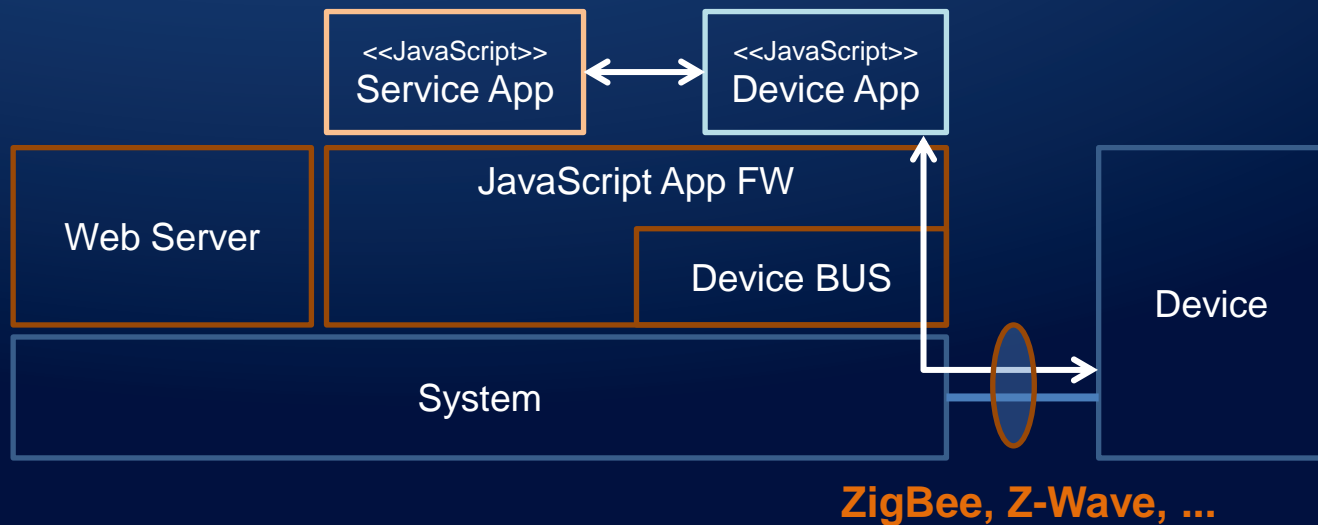 <<JavaScript>>
Service App
<<JavaScript>>
Device App
JavaScript App FW
Web Server
Device BUS
Device
System
ZigBee, Z-Wave, ...